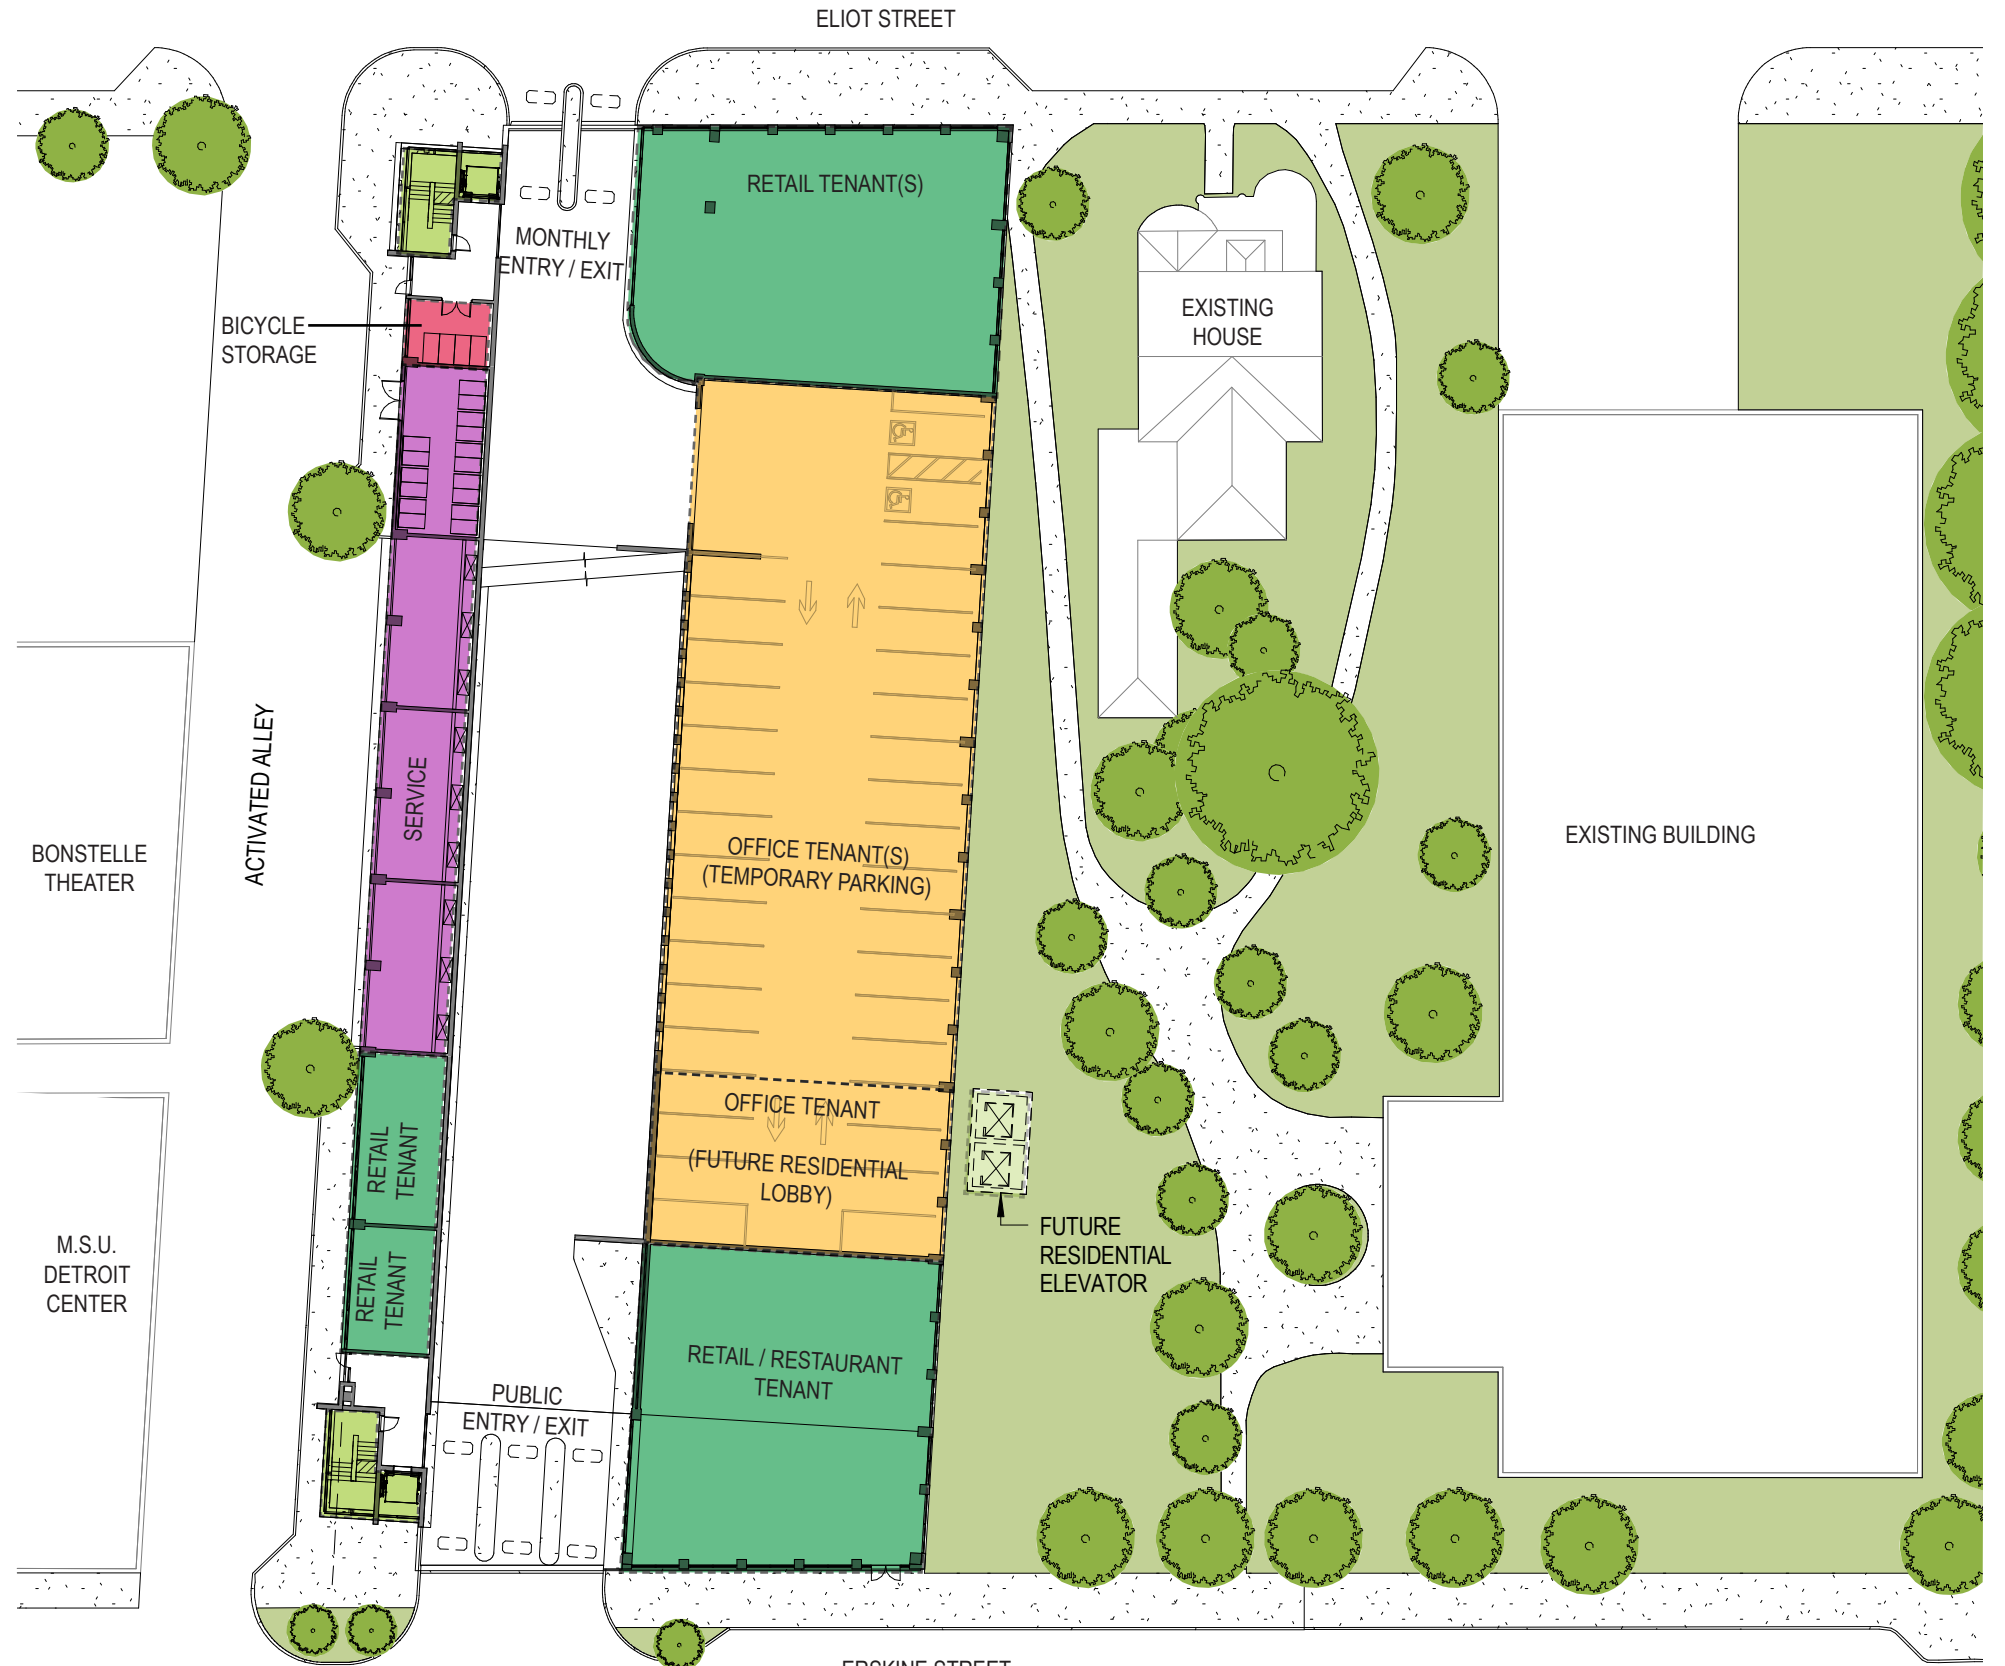 ELIOT STREET
RETAIL TENANT(S)
MONTHLY
ENTRY / EXIT
BICYCLE
STORAGE
EXISTING
HOUSE
ACTIVATED ALLEY
SERVICE
BONSTELLE
THEATER
OFFICE TENANT(S)
(TEMPORARY PARKING)
EXISTING BUILDING
OFFICE TENANT
(FUTURE RESIDENTIAL
LOBBY)
RETAIL
TENANT
FUTURE
RESIDENTIAL
ELEVATOR
M.S.U.
DETROIT
CENTER
RETAIL
TENANT
RETAIL / RESTAURANT
TENANT
PUBLIC
ENTRY / EXIT
ERSKINE STREET